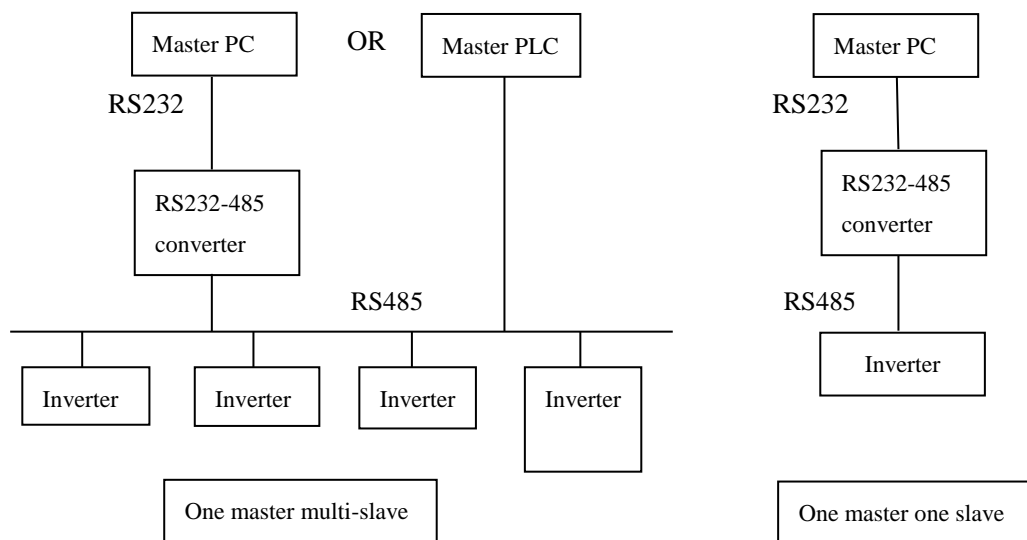 Master PC
OR
Master PLC
RS232
RS232-485
converter
RS485
Inverter
Inverter
Inverter
Inverter
One master multi-slave
Master PC
RS232
RS232-485
converter
RS485
Inverter
One master one slave